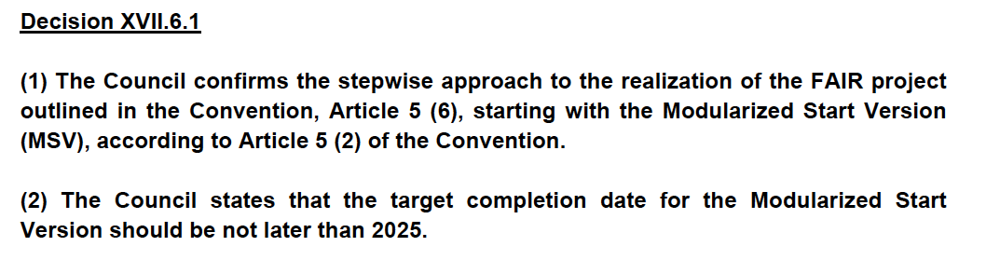 Decision XVII.6.1
(1) The Council confirms the stepwise approach to the realization of the FAIR project
outlined in the Convention, Article 5 (6), starting with the Modularized Start Version
(MSV), according to Article 5 (2) of the Convention.
(2) The Council states that the target completion date for the Modularized Start
Version should be not later than 2025.